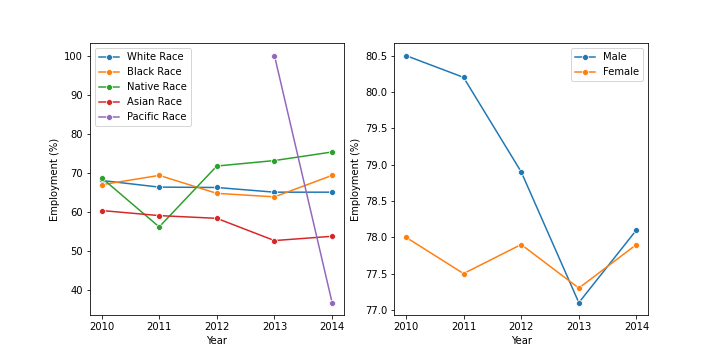 White Race
Black Race
Native Race
Asian Race
Pacific Race
Employment (%)
100
90
80
70
60
50
40
2010 2011 2012 2013 2014
Year
Male
Female
Employment (%)
80.5
80.0
79.5
79.0
78.5
78.0
77.5
77.0
2010 2011 2012 2013 2014
Year